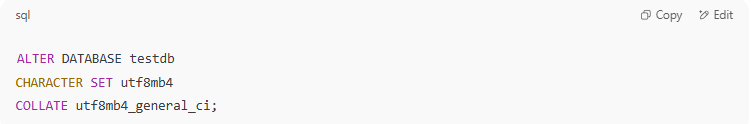 sql Copy Edit
ALTER DATABASE testdb
CHARACTER SET utf8mb4
COLLATE utf8mb4_general_ci;